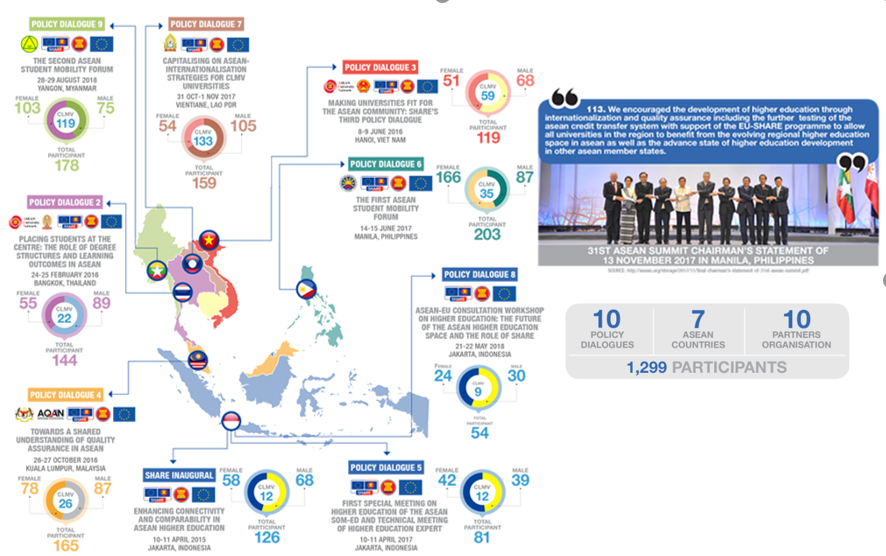 POLICY DIALOGUE 9
THE SECOND ASEAN
STUDENT MOBILITY FORUM
28-29 AUGUST 2018
YANGON, MYANMAR
FEMALE
103
MALE
75
CLMV
119
TOTAL
PARTICIPANT
178
POLICY DIALOGUE 7
CAPITALISING ON ASEAN-
INTERNATIONALISATION
STRATEGIES FOR CLMV
UNIVERSITIES
31 OCT-1 NOV 2017
VIENTIANE, LAO PDR
FEMALE
54
MALE
105
CLMV
133
TOTAL
PARTICIPANT
159
POLICY DIALOGUE 3
MAKING UNIVERSITIES FIT FOR
THE ASEAN COMMUNITY: SHARE'S
THIRD POLICY DIALOGUE
8-9 JUNE 2016
HANOI, VIET NAM
FEMALE
51
MALE
68
CLMV
59
TOTAL
PARTICIPANT
119
POLICY DIALOGUE 6
THE FIRST ASEAN
STUDENT MOBILITY
FORUM
14-15 JUNE 2017
MANILA, PHILIPPINES
FEMALE
166
MALE
87
CLMV
35
TOTAL
PARTICIPANT
203
POLICY DIALOGUE 2
PLACING STUDENTS AT THE
CENTRE: THE ROLE OF DEGREE
STRUCTURES AND LEARNING
OUTCOMES IN ASEAN
24-25 FEBRUARY 2016
BANGKOK, THAILAND
FEMALE
55
MALE
89
CLMV
22
TOTAL
PARTICIPANT
144
POLICY DIALOGUE 8
ASEAN-EU CONSULTATION WORKSHOP
ON HIGHER EDUCATION: THE FUTURE
OF THE ASEAN HIGHER EDUCATION
SPACE AND THE ROLE OF SHARE
21-22 MAY 2018
JAKARTA, INDONESIA
FEMALE
24
MALE
30
CLMV
9
TOTAL
PARTICIPANT
54
POLICY DIALOGUE 4
AQAN
TOWARDS A SHARED
UNDERSTANDING OF QUALITY
ASSURANCE IN ASEAN
26-27 OCTOBER 2016
KUALA LUMPUR, MALAYSIA
FEMALE
78
MALE
87
CLMV
26
TOTAL
PARTICIPANT
165
SHARE INAUGURAL
ENHANCING CONNECTIVITY
AND COMPARABILITY IN
ASEAN HIGHER EDUCATION
10-11 APRIL 2015
JAKARTA, INDONESIA
FEMALE
58
MALE
68
CLMV
12
TOTAL
PARTICIPANT
126
POLICY DIALOGUE 5
FIRST SPECIAL MEETING ON
HIGHER EDUCATION OF THE ASEAN
SOM-ED AND TECHNICAL MEETING
OF HIGHER EDUCATION EXPERT
10-11 APRIL 2017
JAKARTA, INDONESIA
FEMALE
42
MALE
39
CLMV
12
TOTAL
PARTICIPANT
81
113. We encouraged the development of higher education through
internationalization and quality assurance including the further testing of the
asean credit transfer system with support of the EU-SHARE programme to allow
all universities in the region to benefit from the evolving regional higher education
space in asean as well as the advance state of higher education development
in other asean member states.
31ST ASEAN SUMMIT CHAIRMAN'S STATEMENT OF
13 NOVEMBER 2017 IN MANILA, PHILIPPINES
10
POLICY
DIALOGUES
7
ASEAN
COUNTRIES
10
PARTNERS
ORGANISATION
1,299 PARTICIPANTS